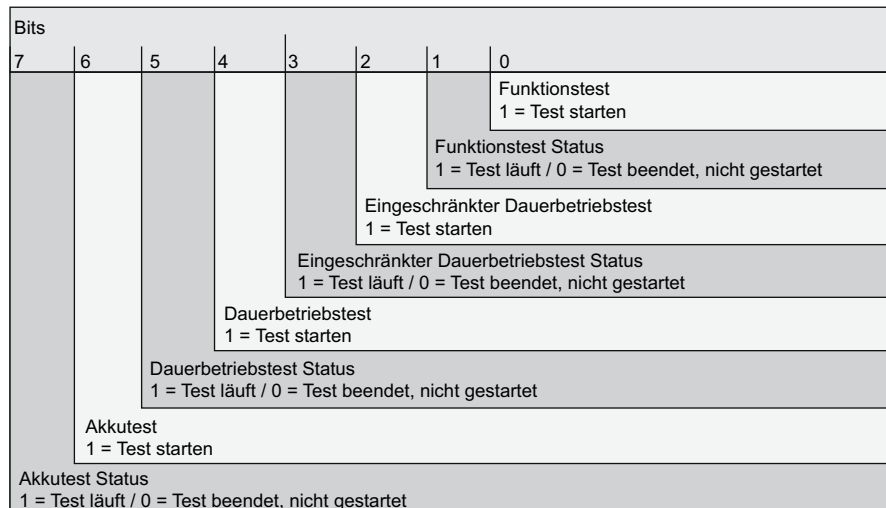 Bits
7 6 5 4 3 2 1 0
Funktionstest
1 = Test starten
Funktionstest Status
1 = Test läuft / 0 = Test beendet, nicht gestartet
Eingeschränkter Dauerbetriebstest
1 = Test starten
Eingeschränkter Dauerbetriebstest Status
1 = Test läuft / 0 = Test beendet, nicht gestartet
Dauerbetriebstest
1 = Test starten
Dauerbetriebstest Status
1 = Test läuft / 0 = Test beendet, nicht gestartet
Akkutest
1 = Test starten
Akkutest Status
1 = Test läuft / 0 = Test beendet, nicht gestartet